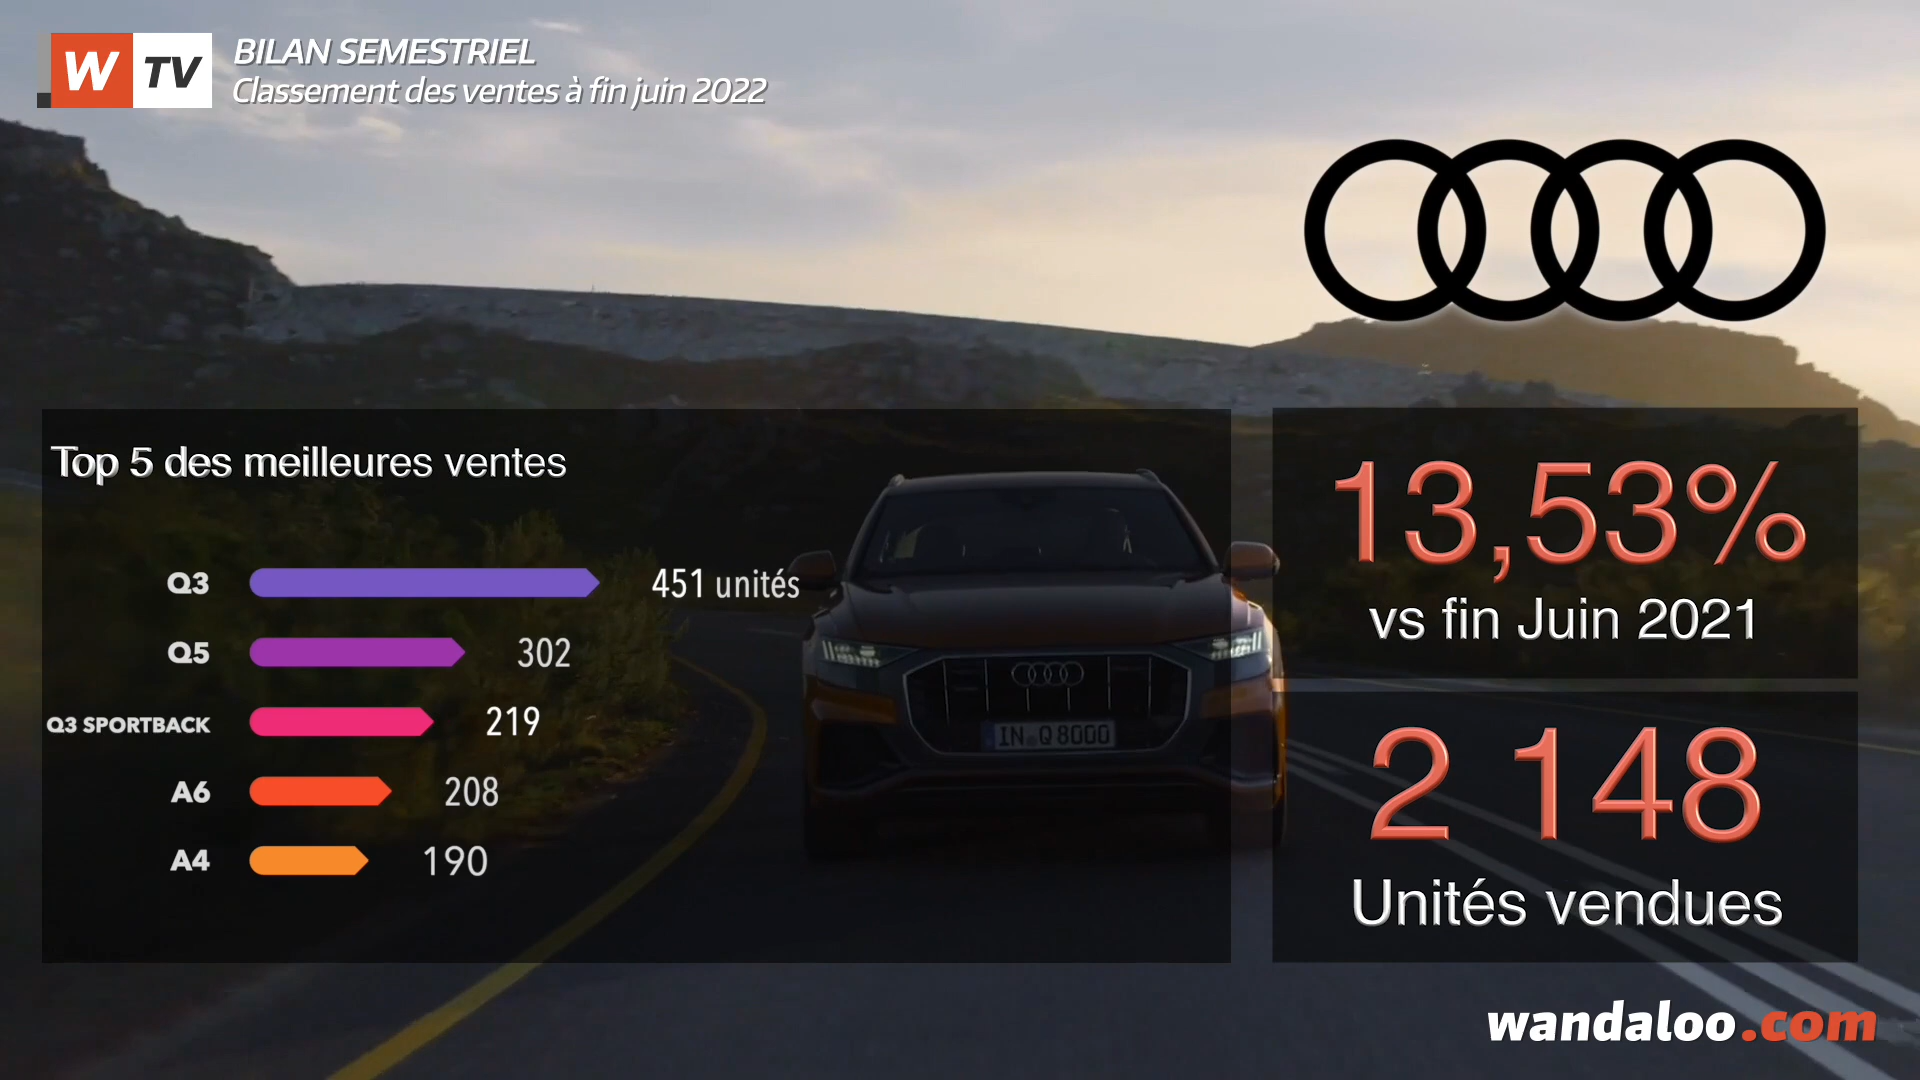 W TV
BILAN SEMESTRIEL
Classement des ventes à fin juin 2022
Top 5 des meilleures ventes
Q3 451 unités
Q5 302
Q3 SPORTBACK 219
A6 208
A4 190
13,53%
vs fin Juin 2021
2 148
Unités vendues
IN Q 8000
wandaloo.com